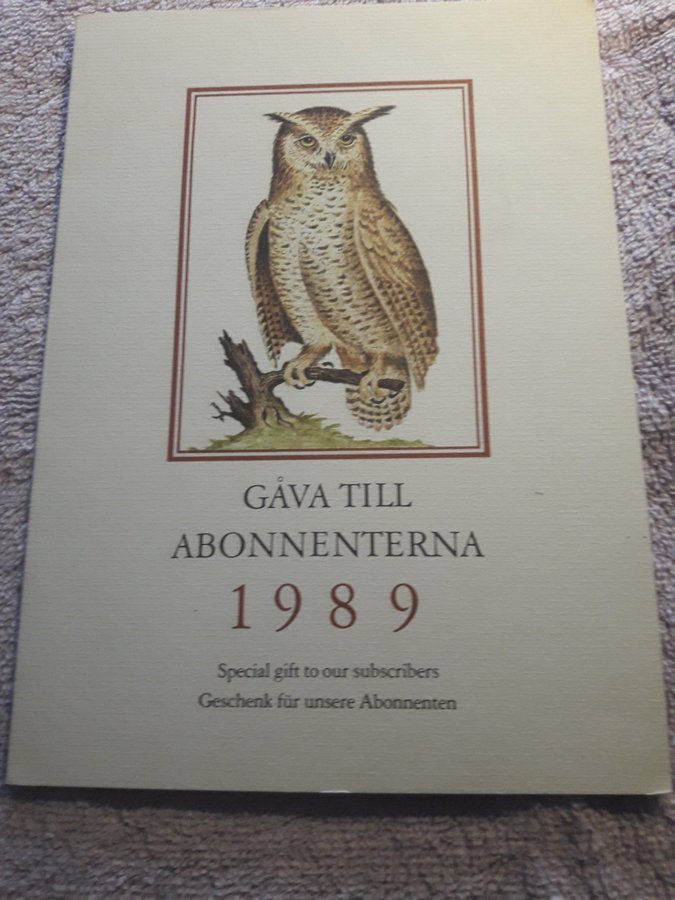 GÅVA TILL
ABONNENTERNA
1989
Special gift to our subscribers
Geschenk für unsere Abonnenten